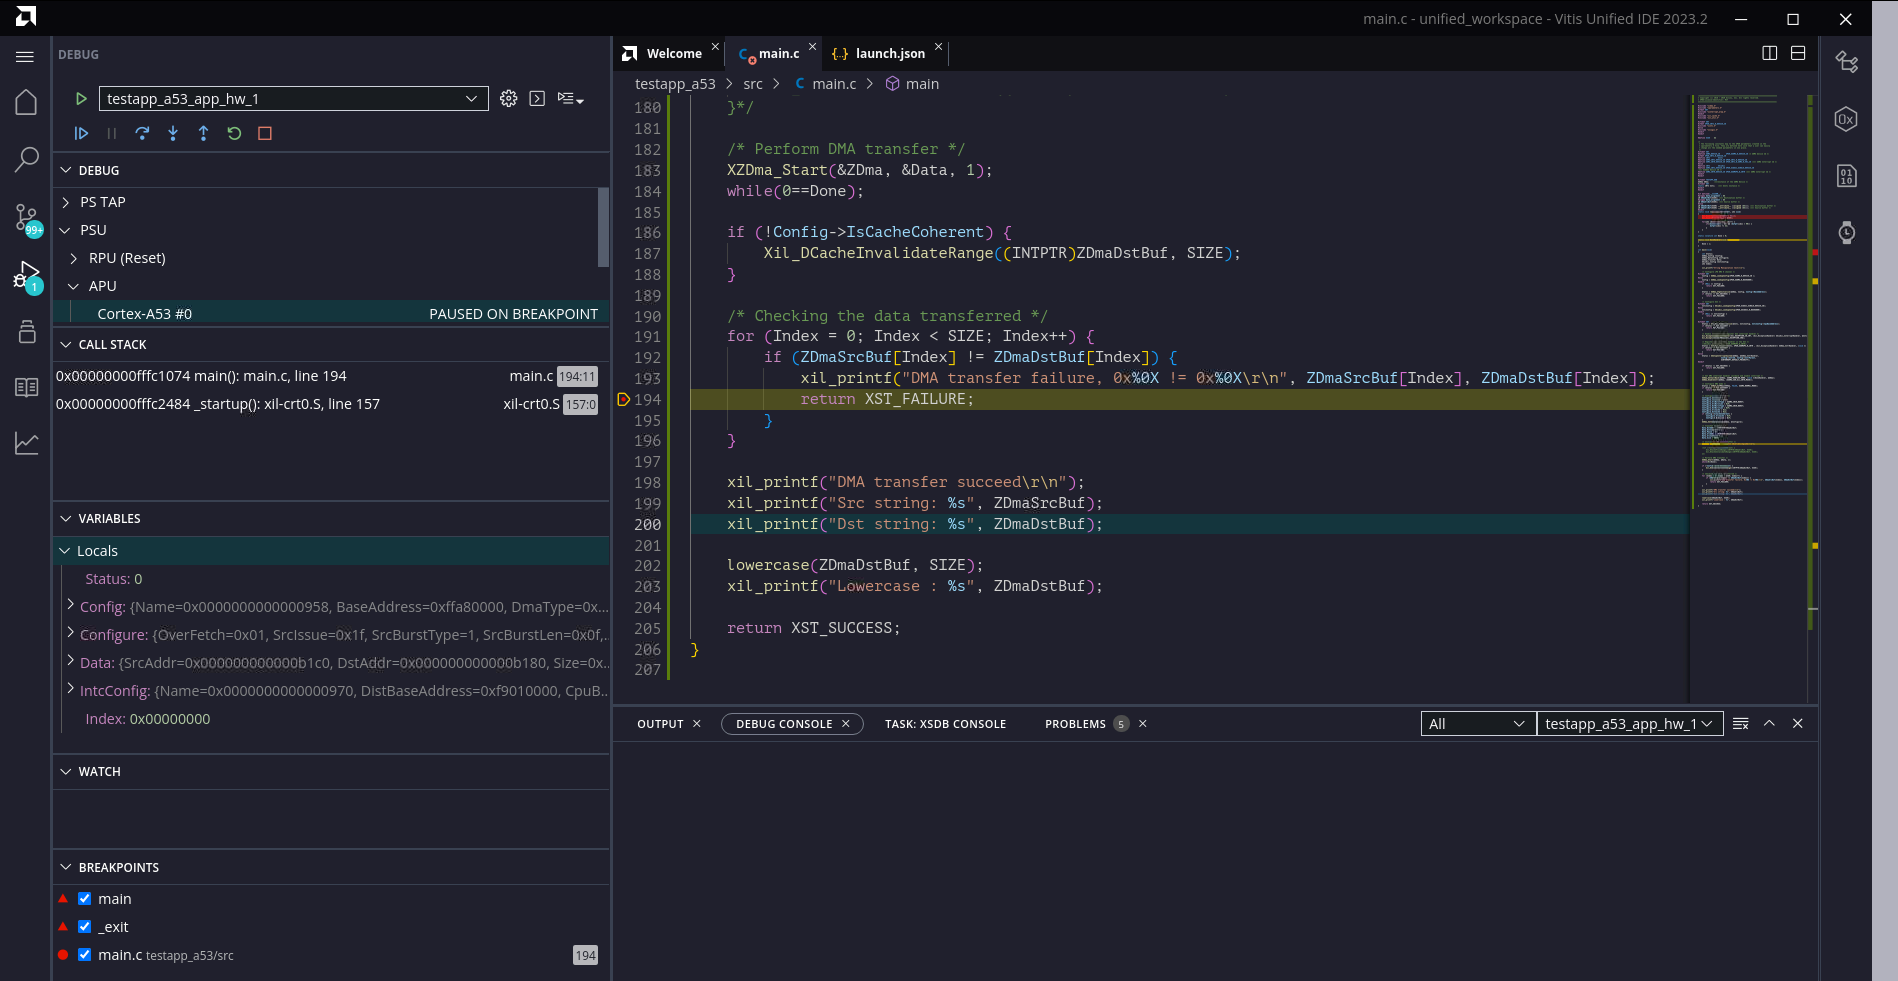 main.c - unified_workspace - Vitis Unified IDE 2023.2
DEBUG
testapp_a53_app_hw_1
DEBUG
PS TAP
PSU
RPU (Reset)
APU
Cortex-A53 #0 PAUSED ON BREAKPOINT
CALL STACK
0x00000000fffc1074 main(): main.c, line 194 main.c 194:11
0x00000000fffc2484 _startup(): xil-crt0.S, line 157 xil-crt0.S 157:0
VARIABLES
Locals
Status: 0
Config: {Name=0x0000000000000958, BaseAddress=0xffa80000, DmaType=0x...
Configure: {OverFetch=0x01, SrcIssue=0x1f, SrcBurstType=1, SrcBurstLen=0x0f,...
Data: {SrcAddr=0x000000000000b1c0, DstAddr=0x000000000000b180, Size=0x...
IntcConfig: {Name=0x0000000000000970, DistBaseAddress=0xf9010000, CpuB...
Index: 0x00000000
WATCH
BREAKPOINTS
main
_exit
main.c testapp_a53/src 194
99+
1
Welcome
C main.c
{..} launch.json
testapp_a53 > src > C main.c > main
180 }*/
181
182 /* Perform DMA transfer */
183 XZDma_Start(&ZDma, &Data, 1);
184 while(0==Done);
185
186 if (!Config->IsCacheCoherent) {
187 Xil_DCacheInvalidateRange((INTPTR)ZDmaDstBuf, SIZE);
188 }
189
190 /* Checking the data transferred */
191 for (Index = 0; Index < SIZE; Index++) {
192 if (ZDmaSrcBuf[Index] != ZDmaDstBuf[Index]) {
193 xil_printf("DMA transfer failure, 0x%0X != 0x%0X\r\n", ZDmaSrcBuf[Index], ZDmaDstBuf[Index]);
194 return XST_FAILURE;
195 }
196 }
197
198 xil_printf("DMA transfer succeed\r\n");
199 xil_printf("Src string: %s", ZDmaSrcBuf);
200 xil_printf("Dst string: %s", ZDmaDstBuf);
201
202 lowercase(ZDmaDstBuf, SIZE);
203 xil_printf("Lowercase : %s", ZDmaDstBuf);
204
205 return XST_SUCCESS;
206 }
207
OUTPUT
DEBUG CONSOLE
TASK: XSDB CONSOLE
PROBLEMS 5
All
testapp_a53_app_hw_1
0x
01
10